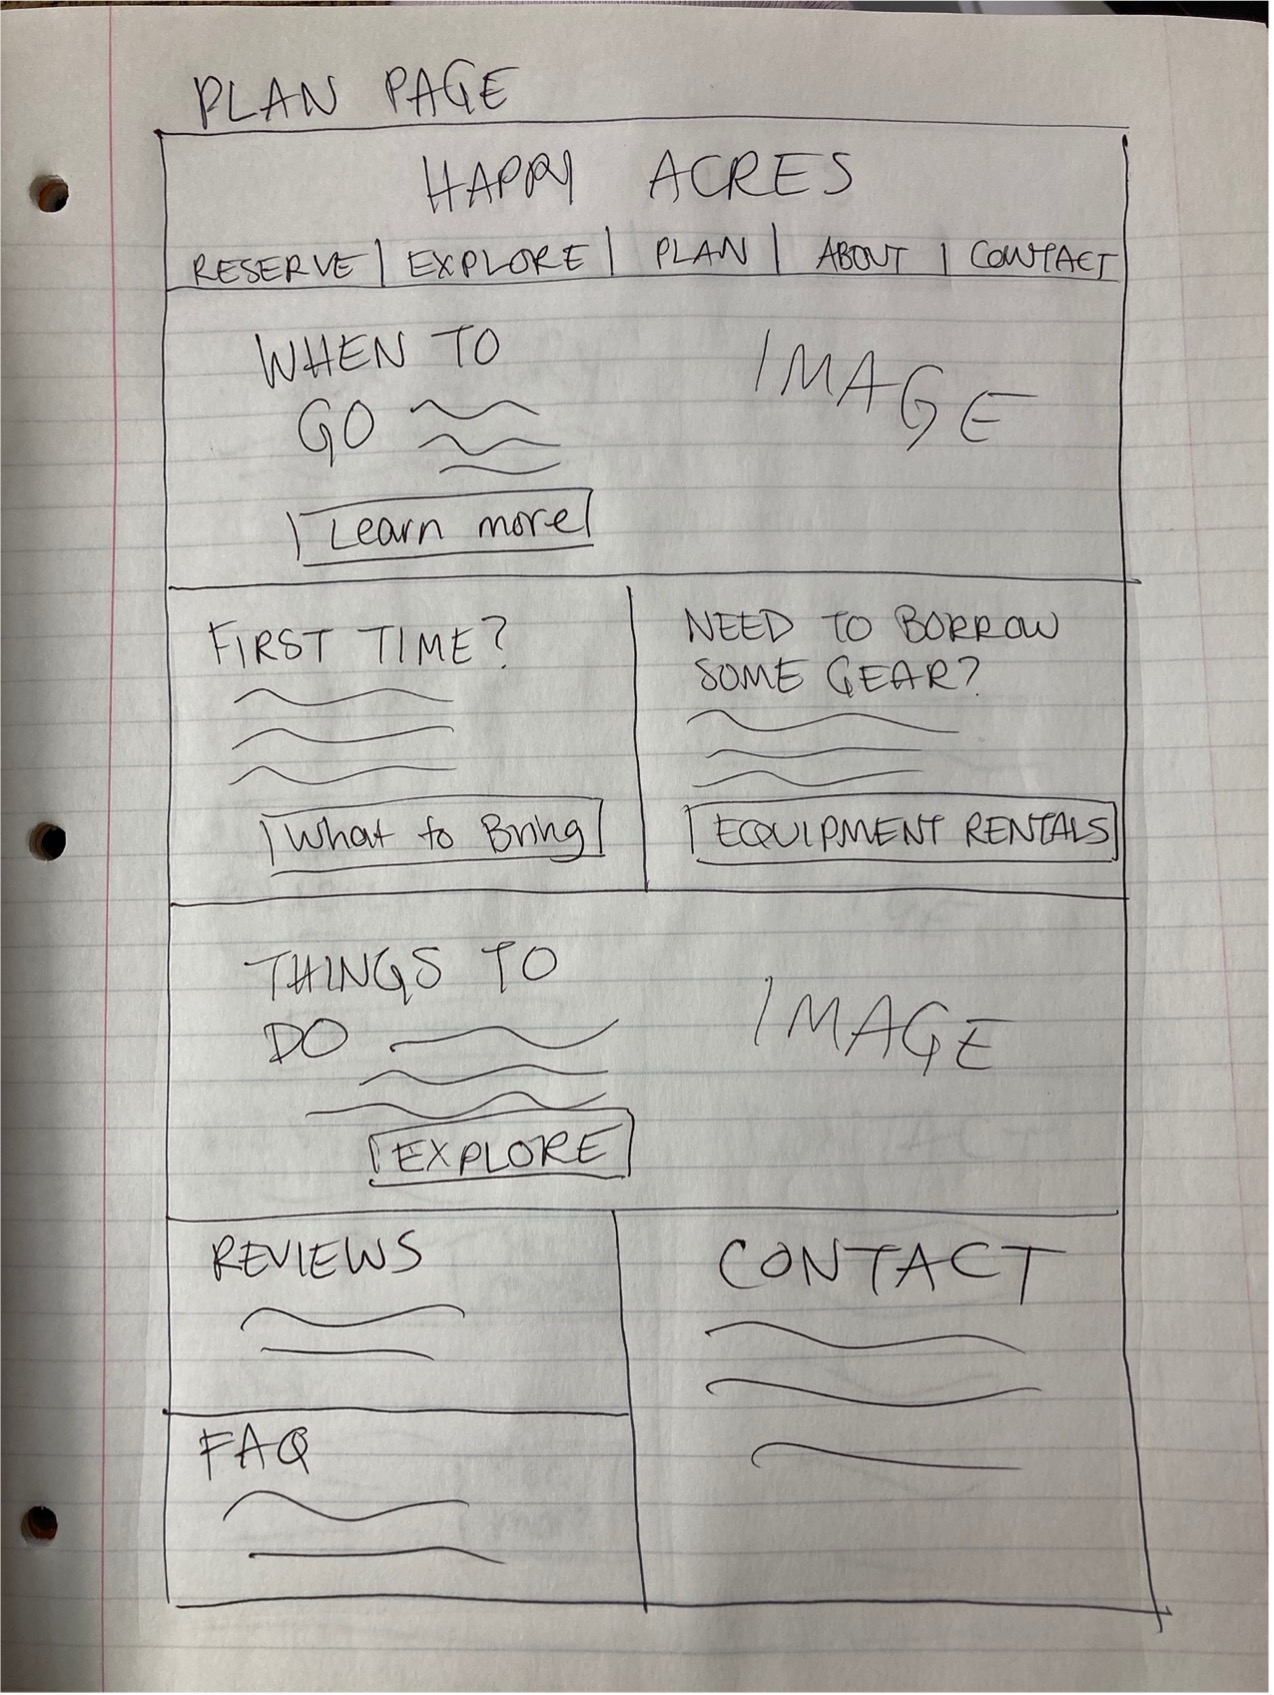 PLAN PAGE
HAPPY ACRES
RESERVE | EXPLORE | PLAN | ABOUT | CONTACT
WHEN TO
GO
IMAGE
Learn more
FIRST TIME?
What to Bring
NEED TO BORROW
SOME GEAR?
EQUIPMENT RENTALS
THINGS TO
DO
IMAGE
EXPLORE
REVIEWS
FAQ
CONTACT